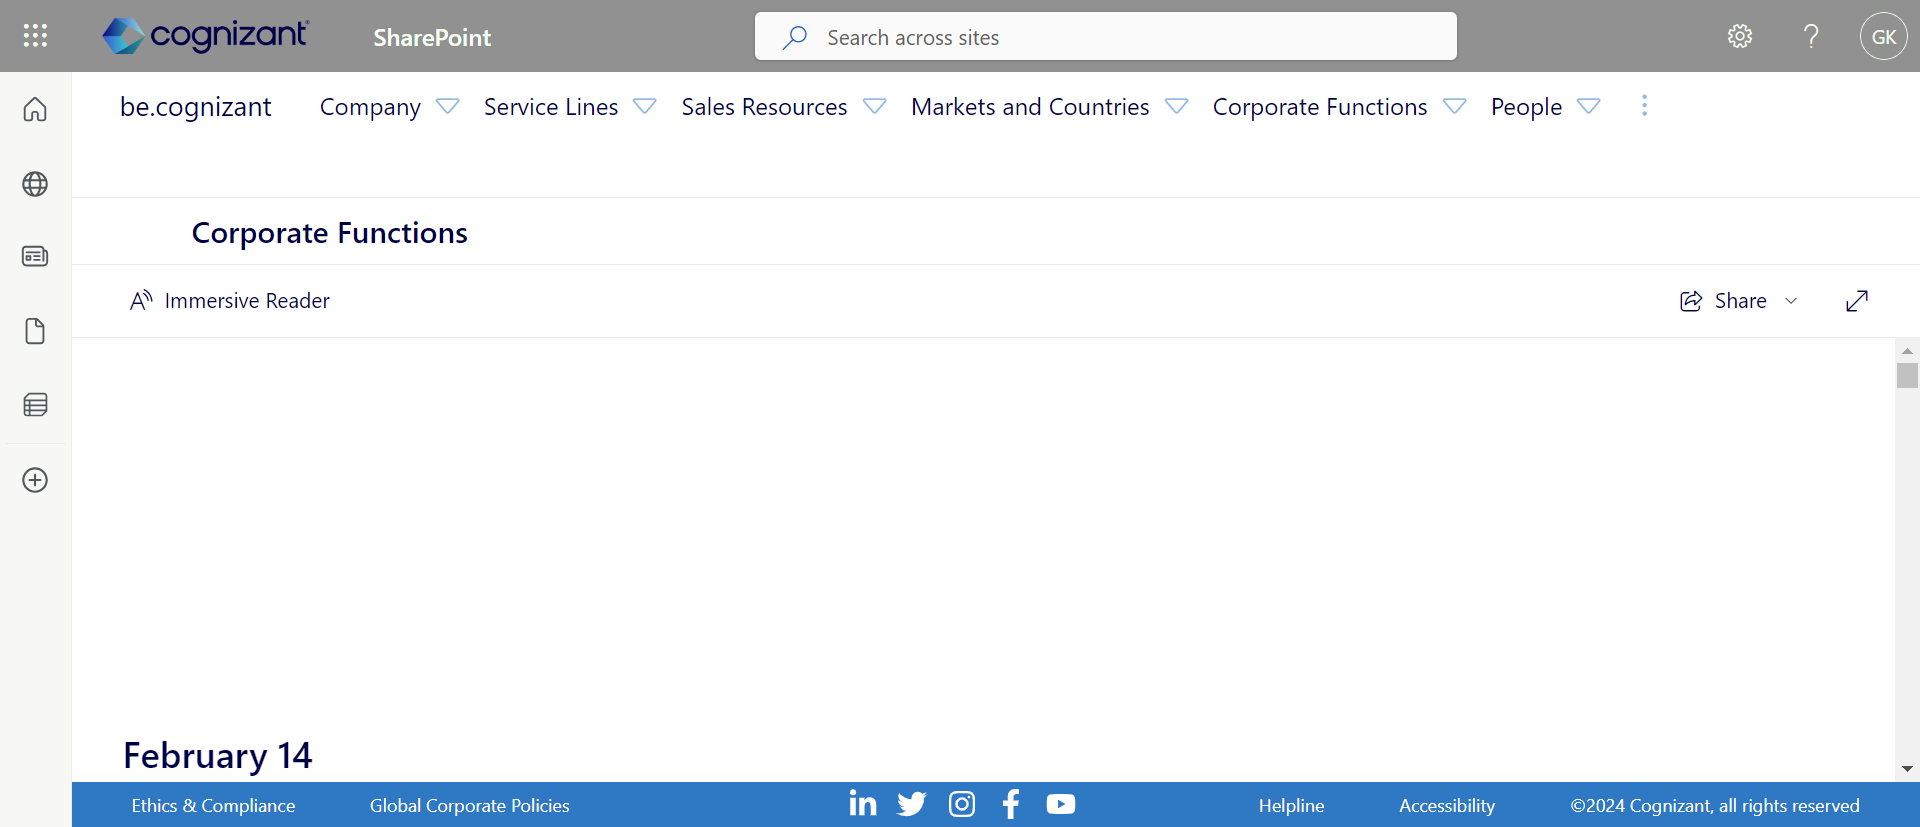 cognizant
SharePoint
Search across sites
GK
be.cognizant
Company
Service Lines
Sales Resources
Markets and Countries
Corporate Functions
People
Corporate Functions
Immersive Reader
Share
February 14
Ethics & Compliance
Global Corporate Policies
Helpline
Accessibility
©2024 Cognizant, all rights reserved